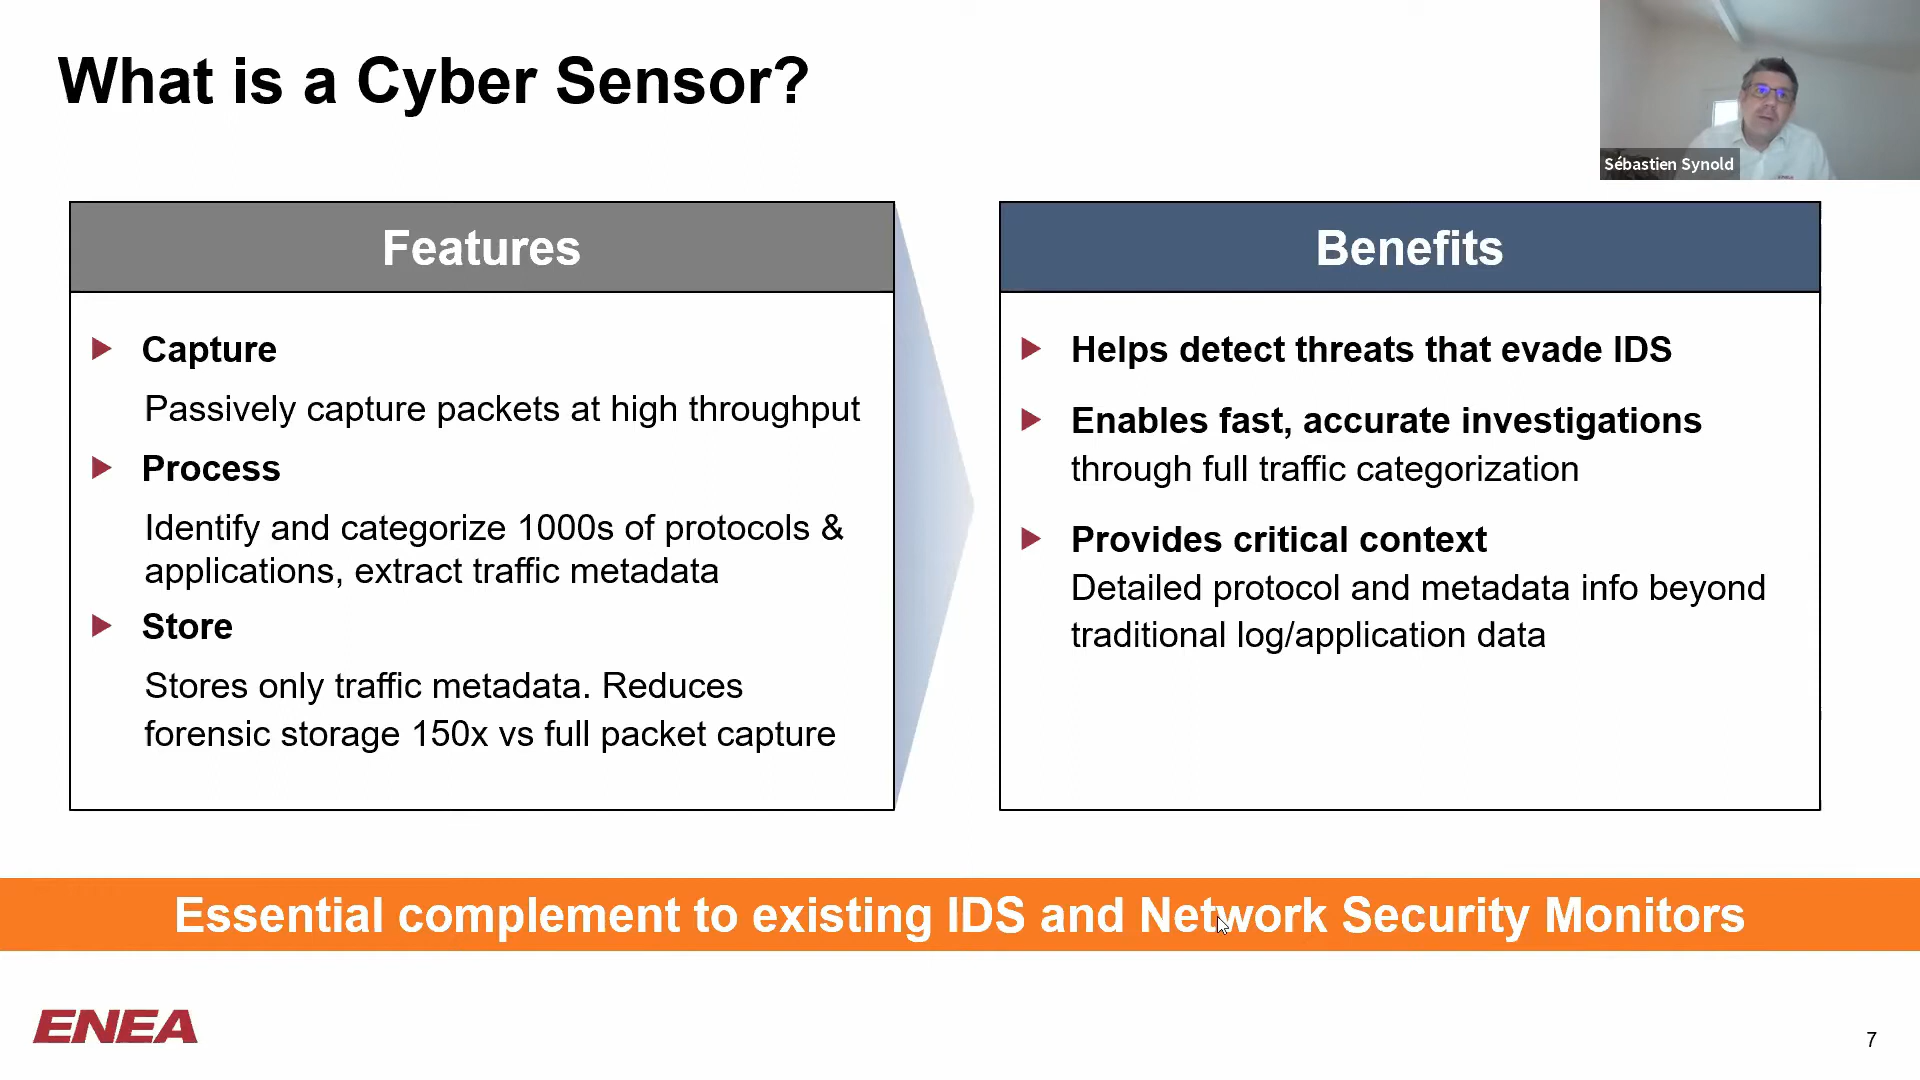 What is a Cyber Sensor?
Sébastien Synold
Features
Capture
Passively capture packets at high throughput
Process
Identify and categorize 1000s of protocols &
applications, extract traffic metadata
Store
Stores only traffic metadata. Reduces
forensic storage 150x vs full packet capture
Benefits
Helps detect threats that evade IDS
Enables fast, accurate investigations
through full traffic categorization
Provides critical context
Detailed protocol and metadata info beyond
traditional log/application data
Essential complement to existing IDS and Network Security Monitors
ENEA
7